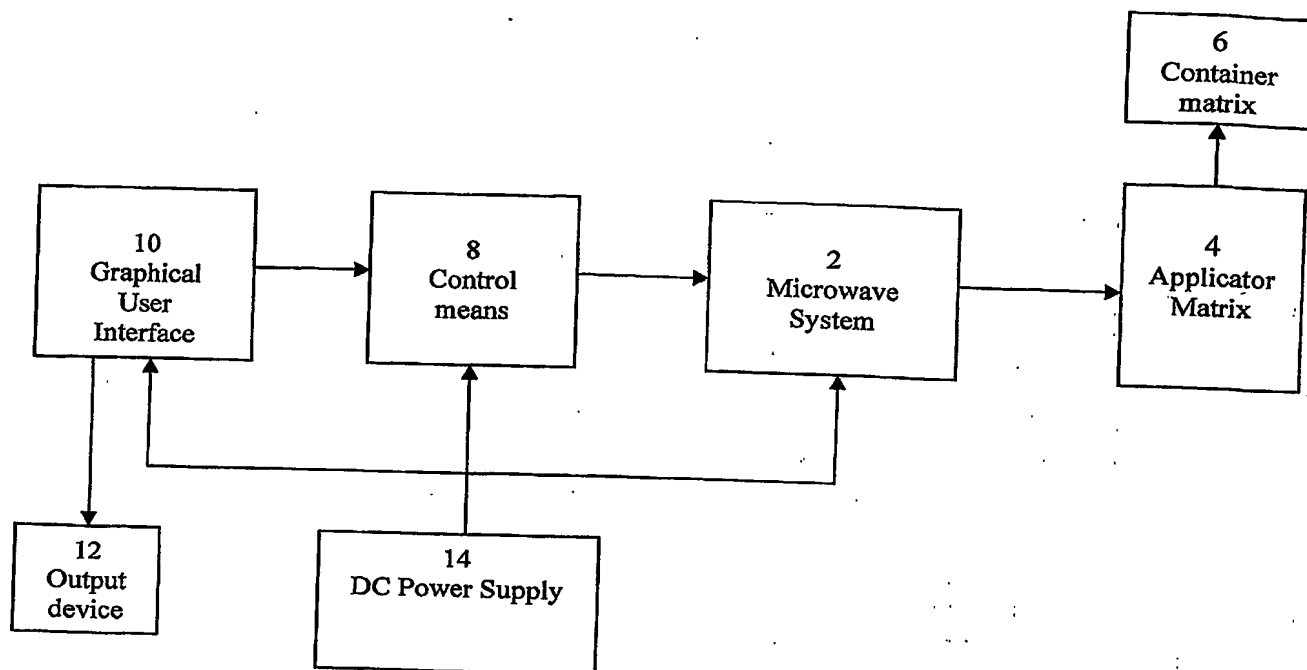 6
Container
matrix
10
Graphical
User
Interface
8
Control
means
2
Microwave
System
4
Applicator
Matrix
12
Output
device
14
DC Power Supply